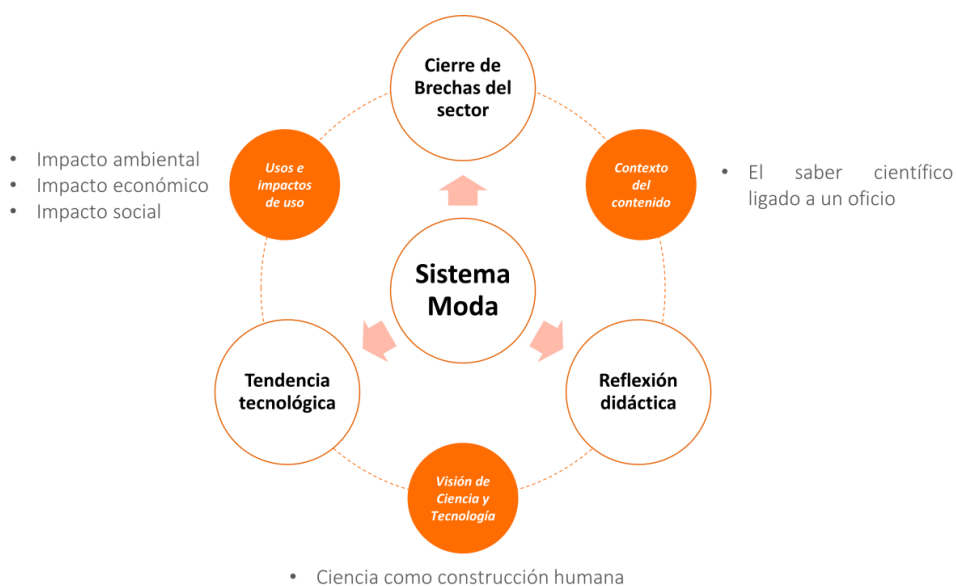 Cierre de
Brechas del
sector
• Impacto ambiental
• Impacto económico
• Impacto social
Usos e
impactos
de uso
Contexto
del
contenido
• El saber científico
ligado a un oficio
Sistema
Moda
Tendencia
tecnológica
Reflexión
didáctica
Visión de
Ciencia y
Tecnología
• Ciencia como construcción humana